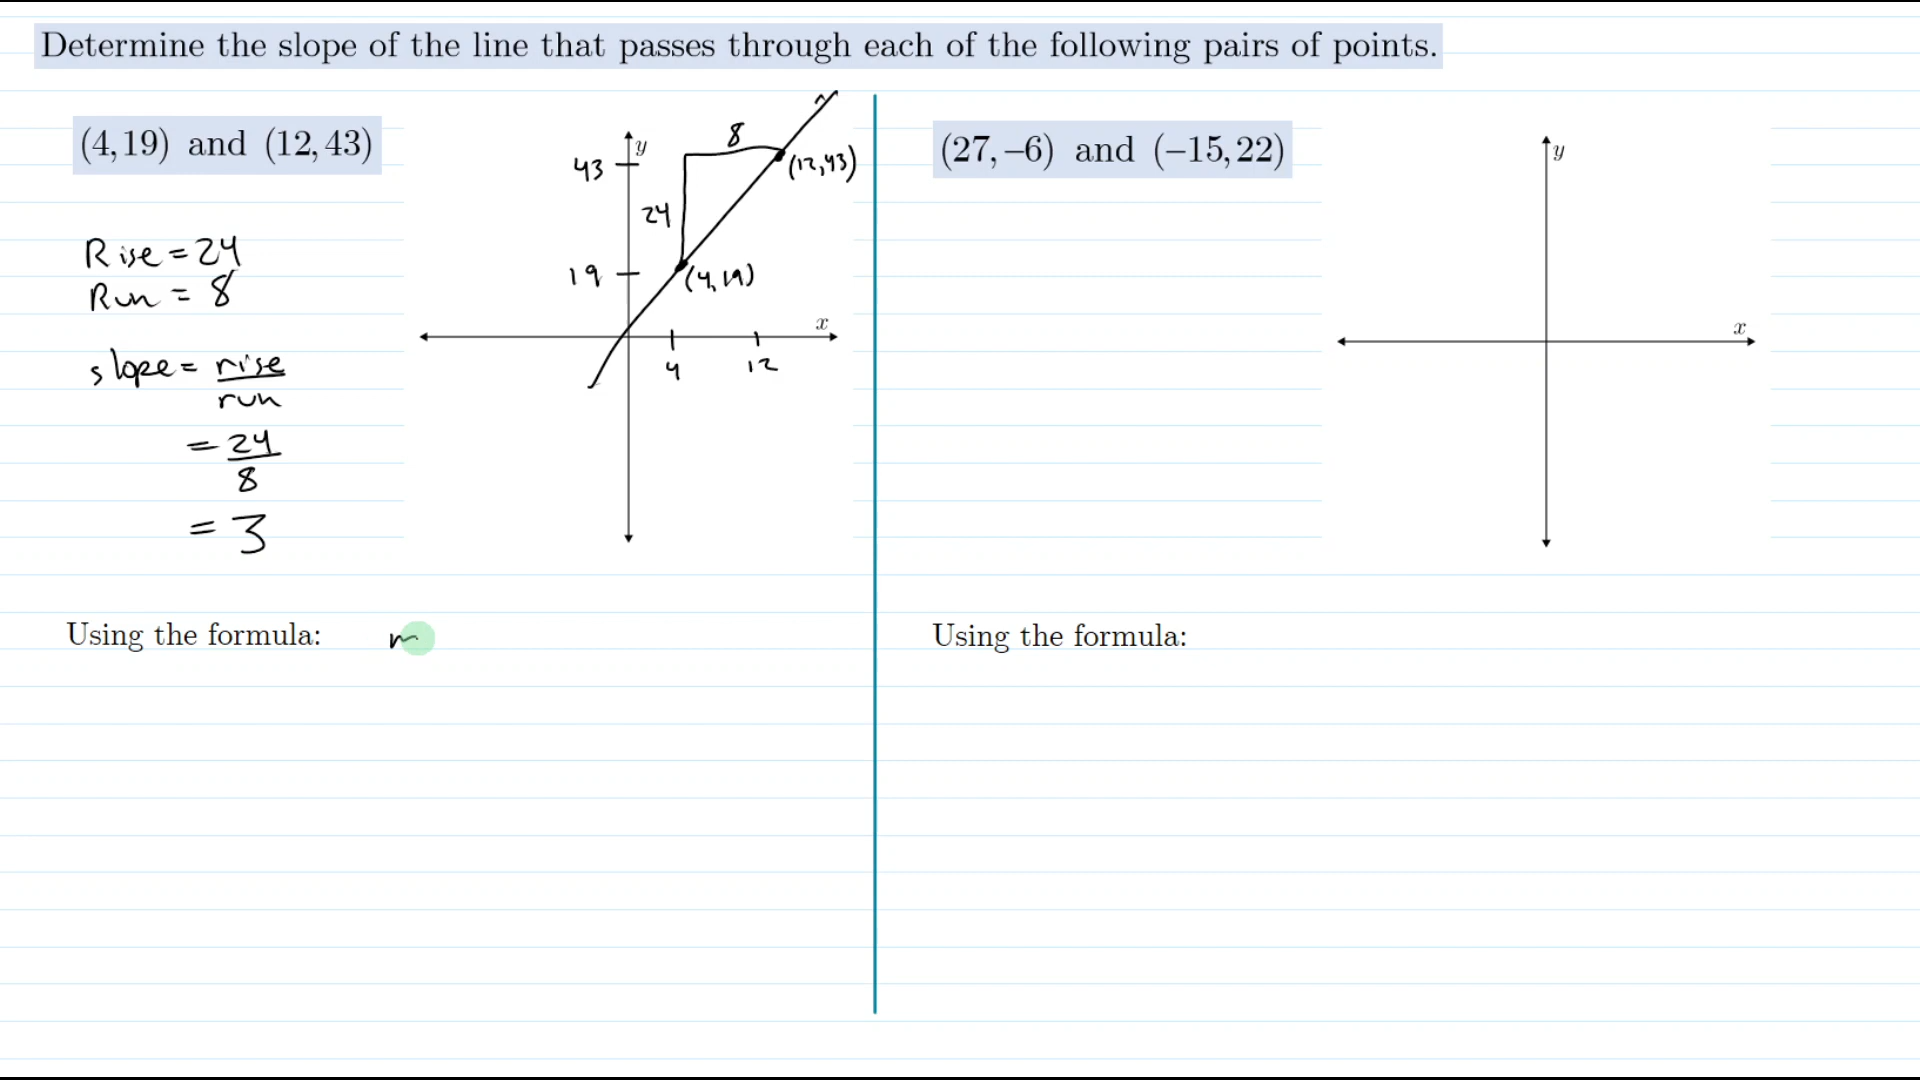 Determine the slope of the line that passes through each of the following pairs of points.
(4,19) and (12,43)
Rise = 24
Run = 8
slope = rise
run
= 24
8
= 3
y
43
8
(12,43)
24
19
(4,19)
x
4
12
Using the formula: m
(27,–6) and (–15,22)
y
x
Using the formula: